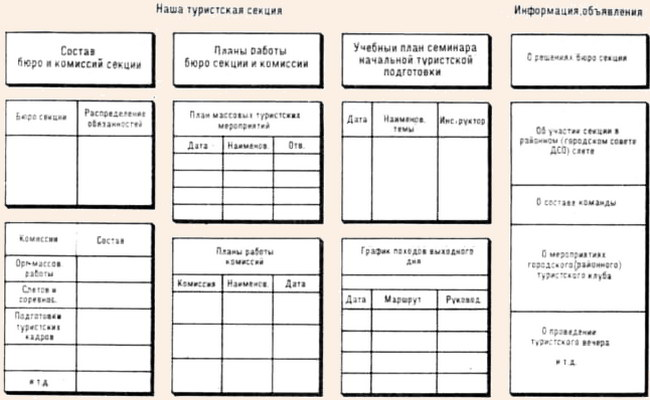 Наша туристская секция
Информация, объявления
Состав
бюро и комиссий секции
Бюро секции
Распределение
обязанностей
Комиссии
Состав
Орг-массов.
работы
Слетов и
соревнов.
Подготовки
туристских
кадров
и т.д.
Планы работы
бюро секции и комиссии
План массовых туристских
мероприятий
Дата
Наименов.
Отв.
Планы работы
комиссий
Комиссия
Наименов.
Дата
Учебный план семинара
начальной туристской
подготовки
Дата
Наименов.
темы
Инструктор
График походов выходного
дня
Дата
Маршрут
Руковод.
О решениях бюро секции
Об участии секции в
районном (городском совете
ДСО) слете
О составе команды
О мероприятиях
городского (районного)
туристского клуба
О проведении
туристского вечера
и т.д.